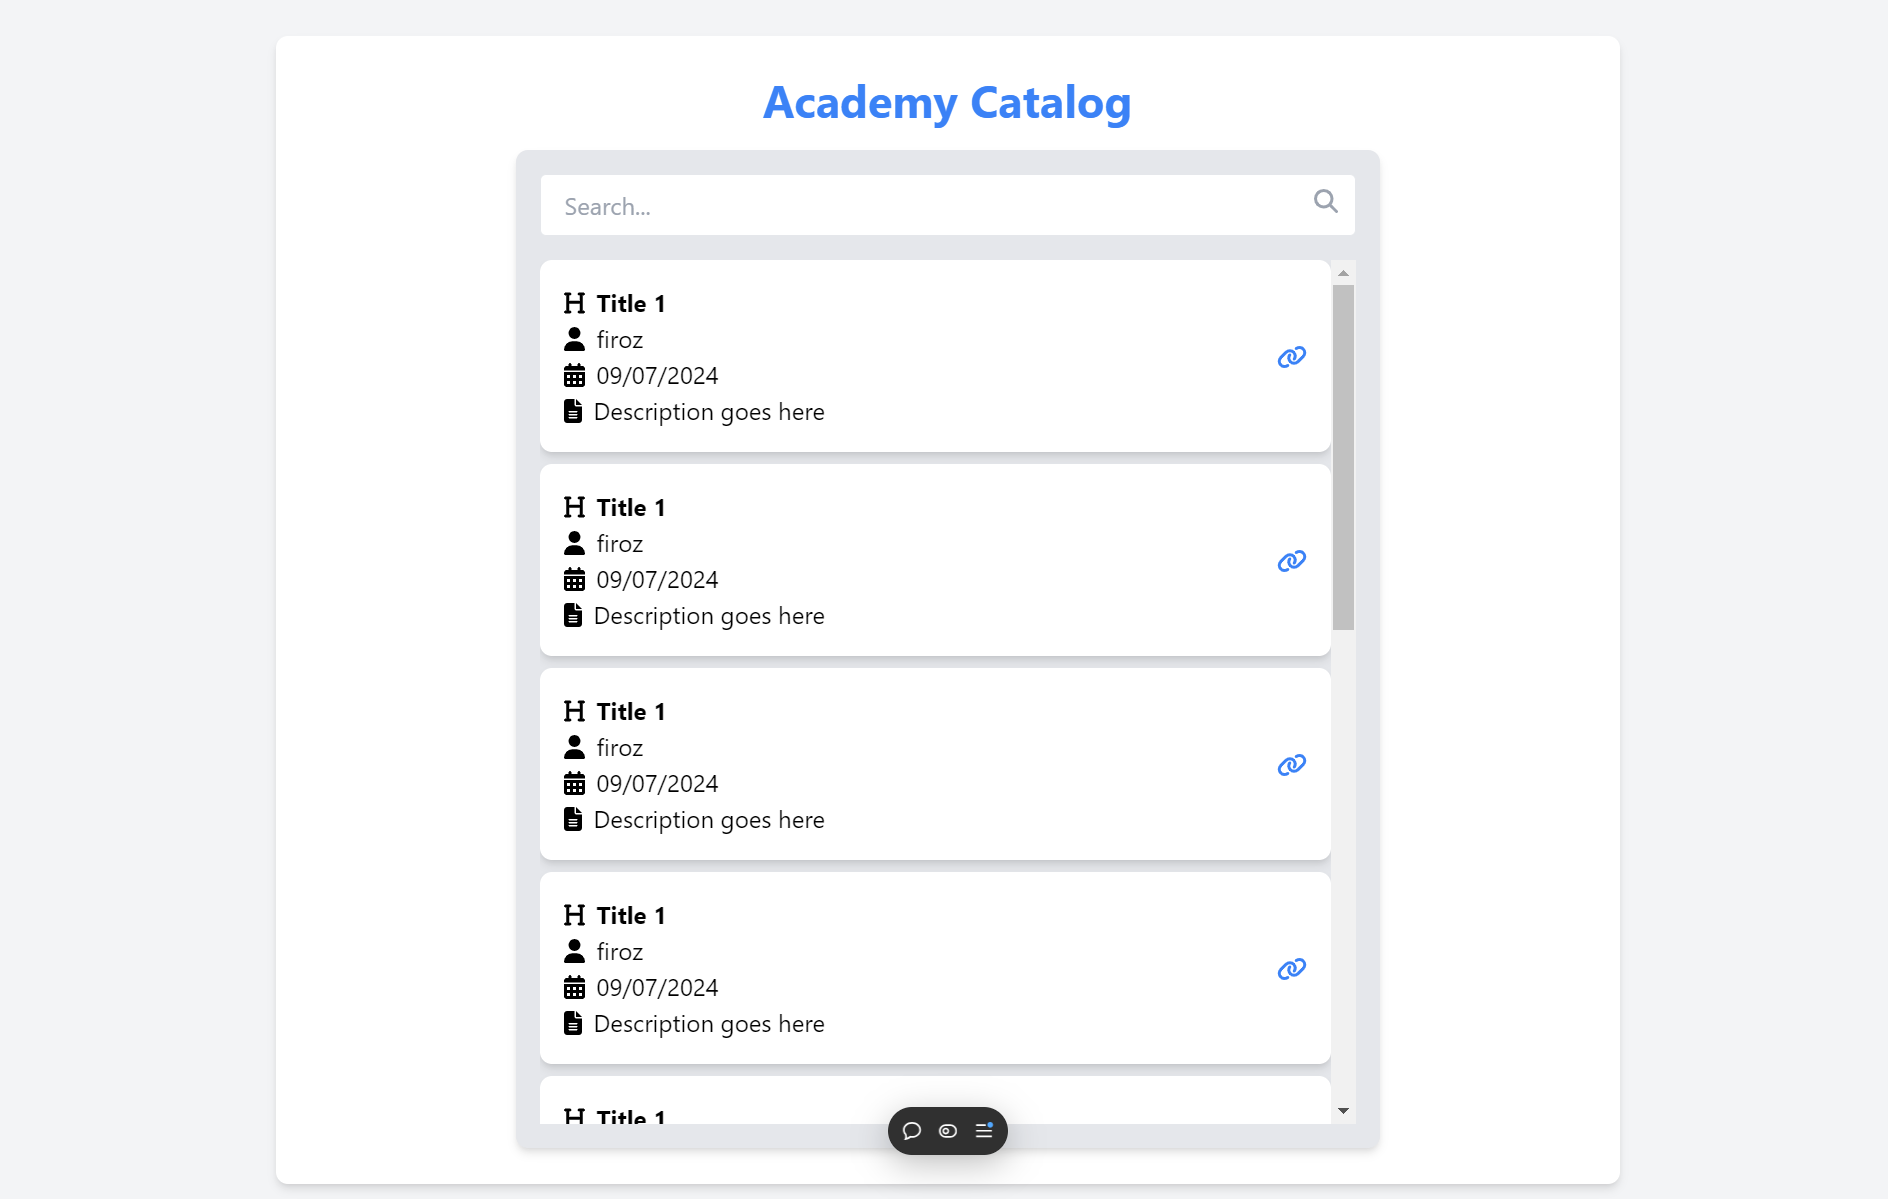 Academy Catalog
Search...
Title 1
firoz
09/07/2024
Description goes here
Title 1
firoz
09/07/2024
Description goes here
Title 1
firoz
09/07/2024
Description goes here
Title 1
firoz
09/07/2024
Description goes here
Title 1